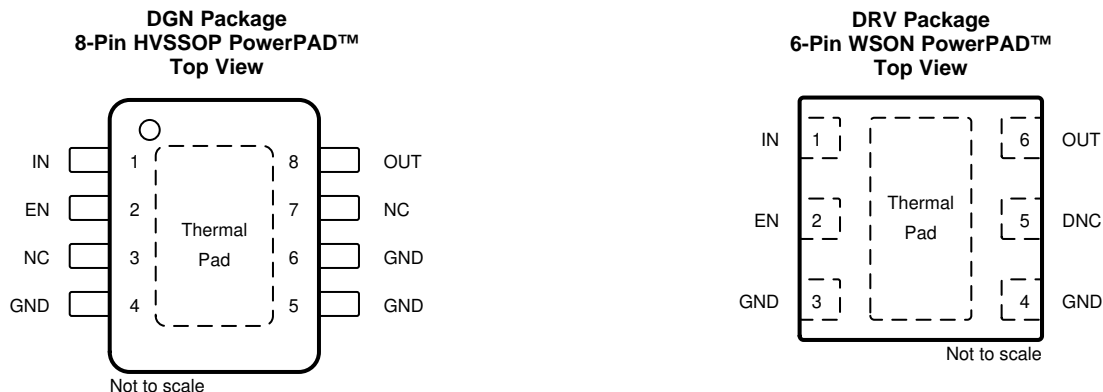 DGN Package
8-Pin HVSSOP PowerPAD™
Top View
IN
1
8
OUT
EN
2
7
NC
Thermal
Pad
NC
3
6
GND
GND
4
5
GND
Not to scale
DRV Package
6-Pin WSON PowerPAD™
Top View
IN
1
6
OUT
EN
2
Thermal
Pad
5
DNC
GND
3
4
GND
Not to scale